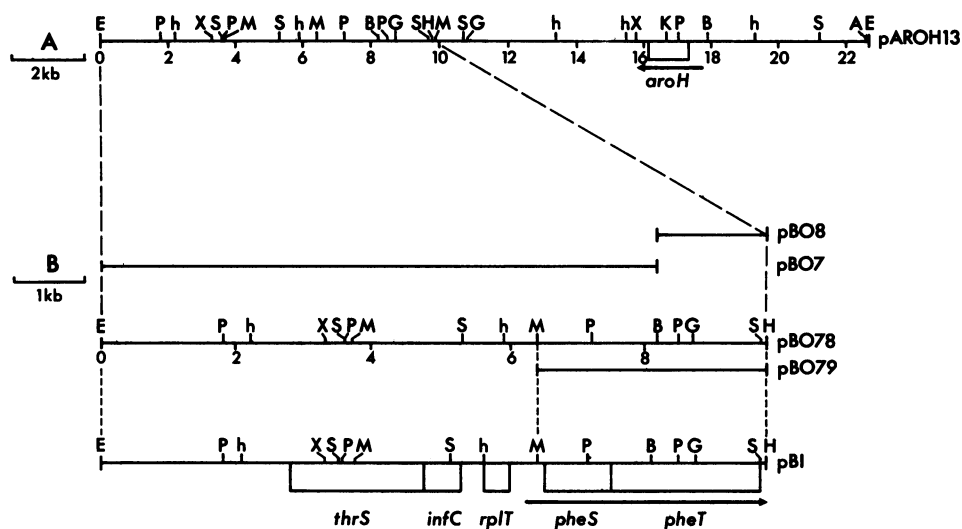 E P h X S P M S h M P B P G S H M S G h h X K P B h S A E
A pAROH13
0 2 4 6 8 10 12 14 16 18 20 22
2kb aroH
pBO8
B pBO7
1kb
E P h X S P M S h M P B P G S H
pBO78
0 2 4 6 8
pBO79
E P h X S P M S h M P B P G S H
pBI
thrS infC rplT pheS pheT